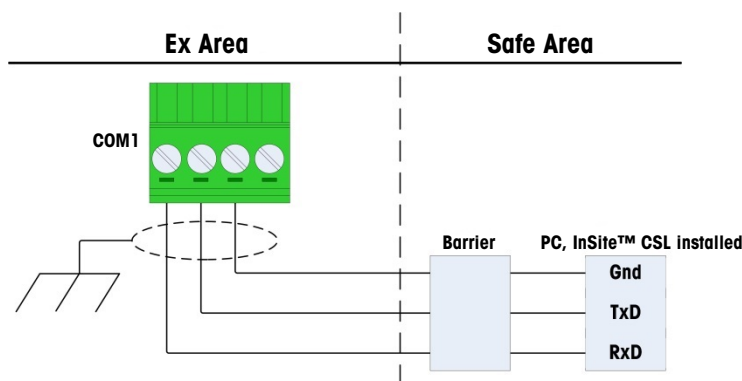 Ex Area
Safe Area
COM1
Barrier
PC, InSite™ CSL installed
Gnd
TxD
RxD